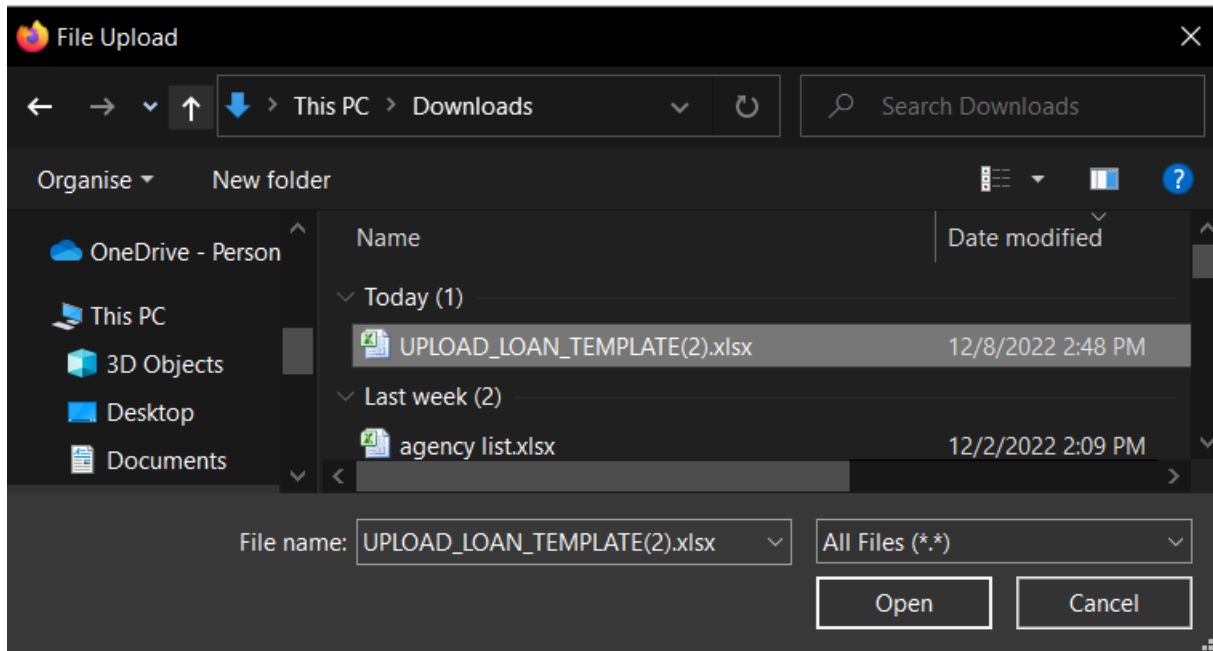 File Upload
This PC > Downloads
Search Downloads
Organise
New folder
?
OneDrive - Person
This PC
3D Objects
Desktop
Documents
Name
Date modified
Today (1)
UPLOAD_LOAN_TEMPLATE(2).xlsx
12/8/2022 2:48 PM
Last week (2)
agency list.xlsx
12/2/2022 2:09 PM
File name:
UPLOAD_LOAN_TEMPLATE(2).xlsx
All Files (*.*)
Open
Cancel